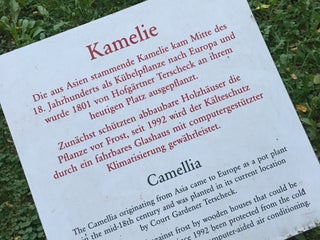 Kamelie
Die aus Asien stammende Kamelie kam Mitte des
18. Jahrhunderts als Kübelpflanze nach Europa und
wurde 1801 von Hofgärtner Terscheck an ihrem
heutigen Platz ausgepflanzt.
Zunächst schützten abbaubare Holzhäuser die
Pflanze vor Frost, seit 1992 wird der Kälteschutz
durch ein fahrbares Glashaus mit computergestützter
Klimatisierung gewährleistet.
Camellia
The Camellia originating from Asia came to Europe as a pot plant
the mid-18th century and was planted in its current location
by Court Gardener Terscheck.
against frost by wooden houses that could be
since 1992 been protected from the cold
computer-aided air conditioning.